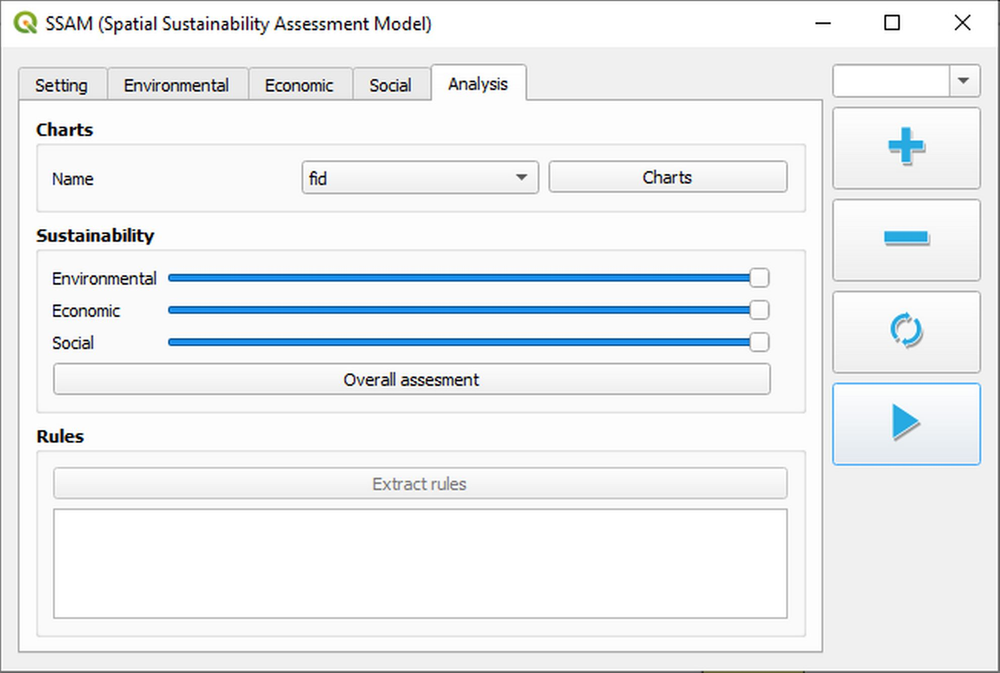 SSAM (Spatial Sustainability Assessment Model)
Setting Environmental Economic Social Analysis
Charts
Name fid Charts
Sustainability
Environmental
Economic
Social
Overall assesment
Rules
Extract rules